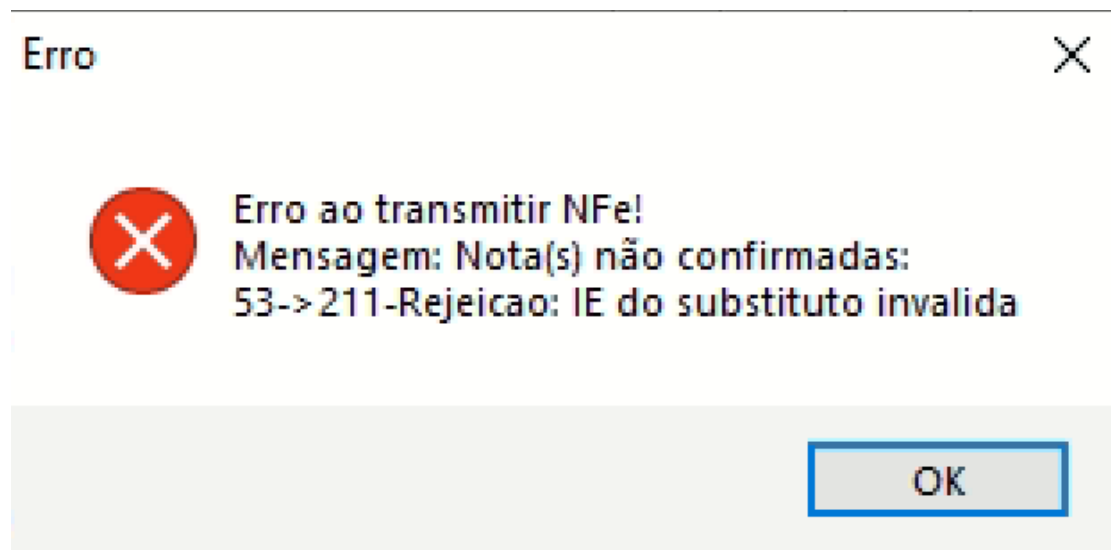 Erro
Erro ao transmitir NFe!
Mensagem: Nota(s) não confirmadas:
53->211-Rejeicao: IE do substituto invalida
OK